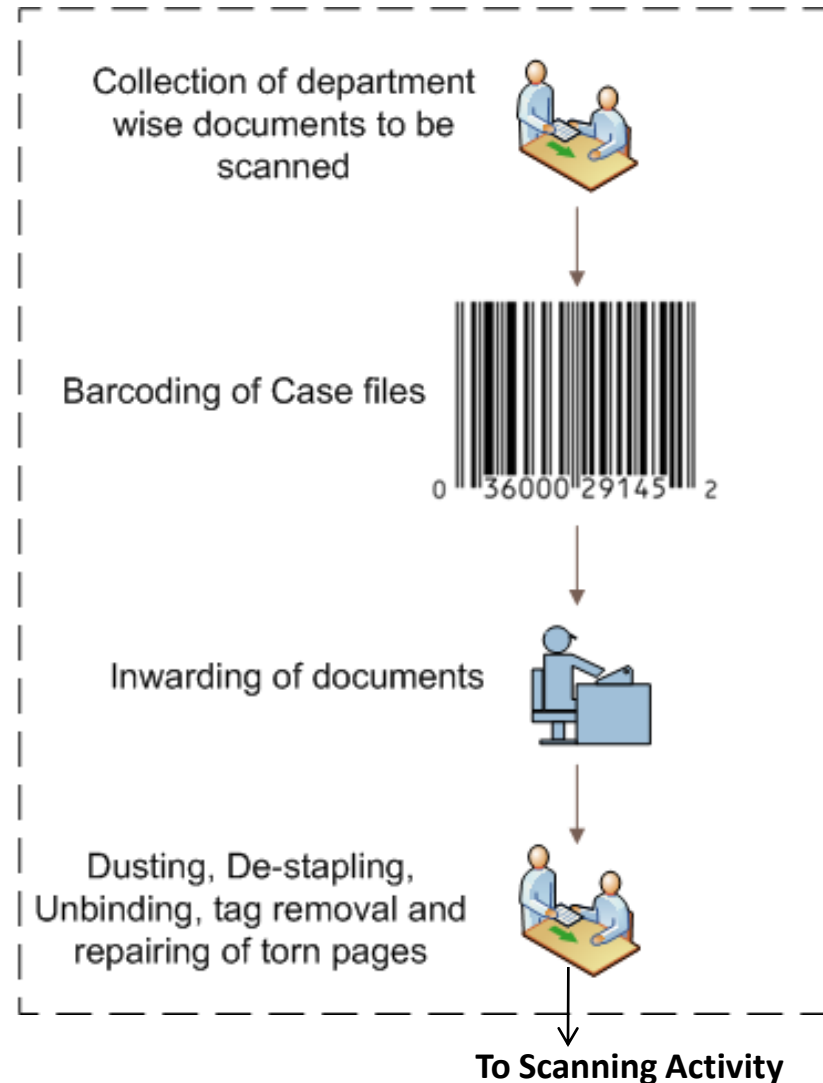 Collection of department
wise documents to be
scanned
Barcoding of Case files
0 36000 29145 2
Inwarding of documents
Dusting, De-stapling,
Unbinding, tag removal and
repairing of torn pages
To Scanning Activity